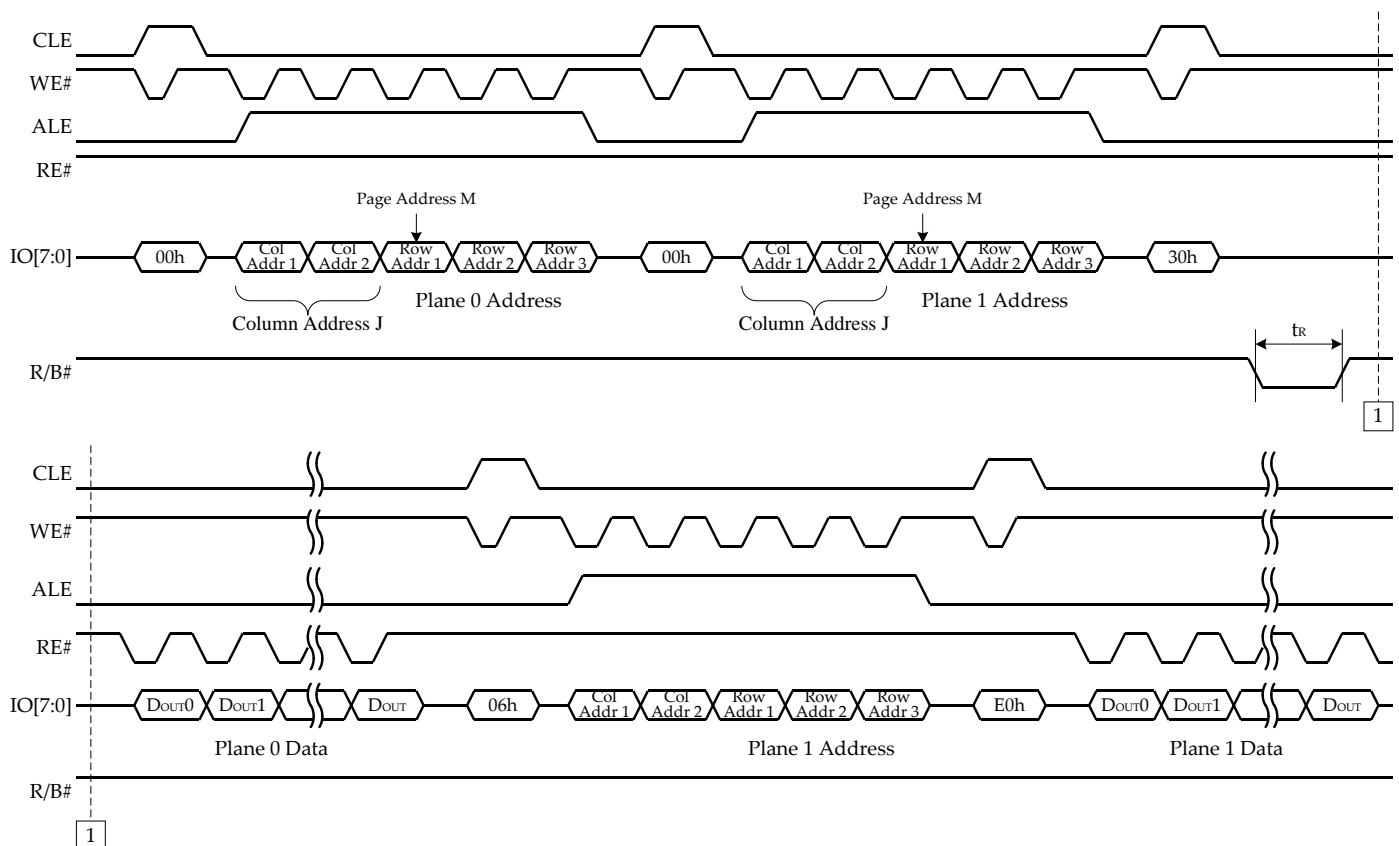 CLE
WE#
ALE
RE#
Page Address M
Page Address M
IO[7:0]
00h
Col Addr 1
Col Addr 2
Row Addr 1
Row Addr 2
Row Addr 3
00h
Col Addr 1
Col Addr 2
Row Addr 1
Row Addr 2
Row Addr 3
30h
Plane 0 Address
Plane 1 Address
Column Address J
Column Address J
tR
R/B#
1
CLE
WE#
ALE
RE#
IO[7:0]
DOUT0
DOUT1
DOUT
06h
Col Addr 1
Col Addr 2
Row Addr 1
Row Addr 2
Row Addr 3
E0h
DOUT0
DOUT1
DOUT
Plane 0 Data
Plane 1 Address
Plane 1 Data
R/B#
1